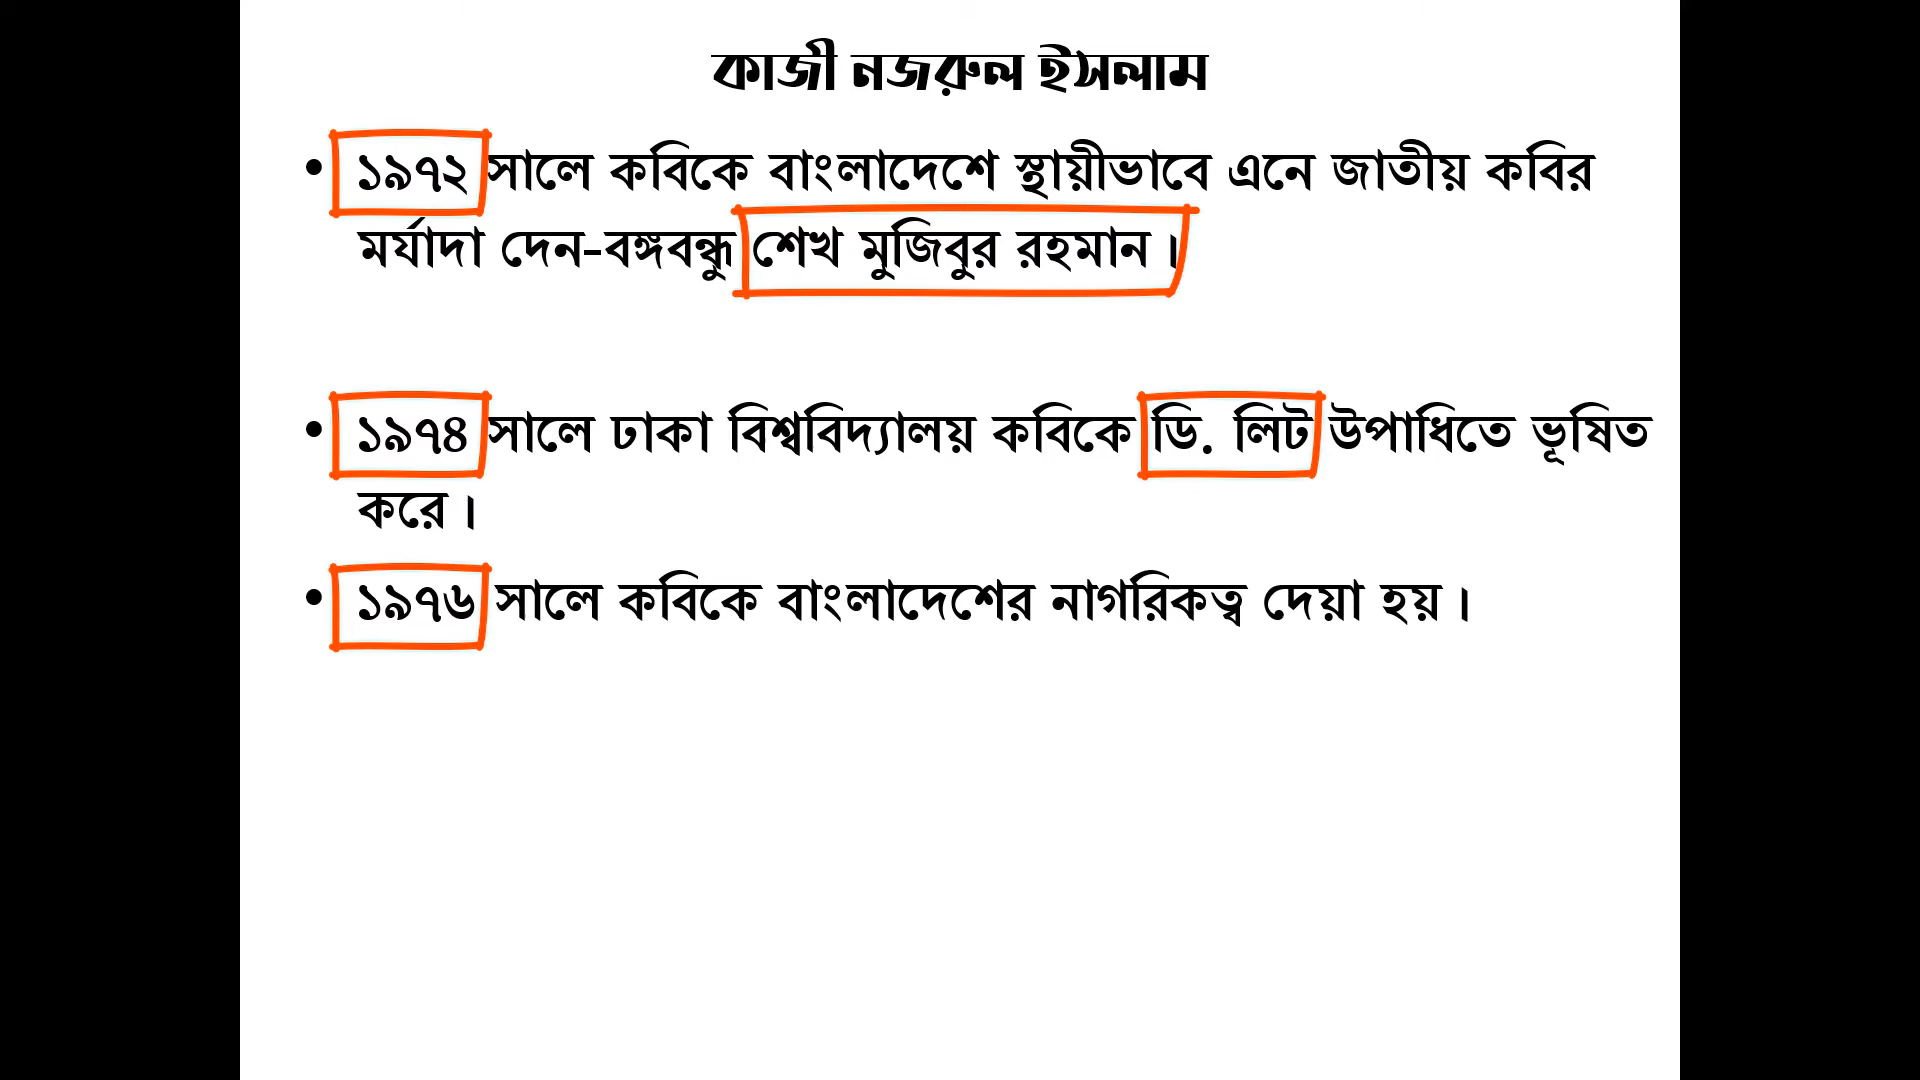 কাজী নজরুল ইসলাম
• ১৯৭২ সালে কবিকে বাংলাদেশে স্থায়ীভাবে এনে জাতীয় কবির
মর্যাদা দেন-বঙ্গবন্ধু শেখ মুজিবুর রহমান।
• ১৯৭৪ সালে ঢাকা বিশ্ববিদ্যালয় কবিকে ডি. লিট উপাধিতে ভূষিত
করে।
• ১৯৭৬ সালে কবিকে বাংলাদেশের নাগরিকত্ব দেয়া হয়।